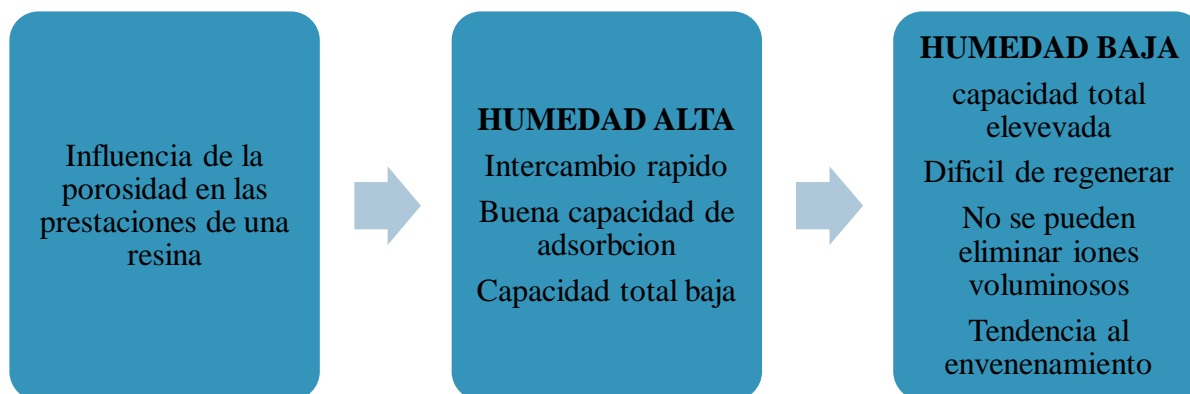 Influencia de la
porosidad en las
prestaciones de una
resina
HUMEDAD ALTA
Intercambio rapido
Buena capacidad de
adsorbcion
Capacidad total baja
HUMEDAD BAJA
capacidad total
elevevada
Dificil de regenerar
No se pueden
eliminar iones
voluminosos
Tendencia al
envenenamiento